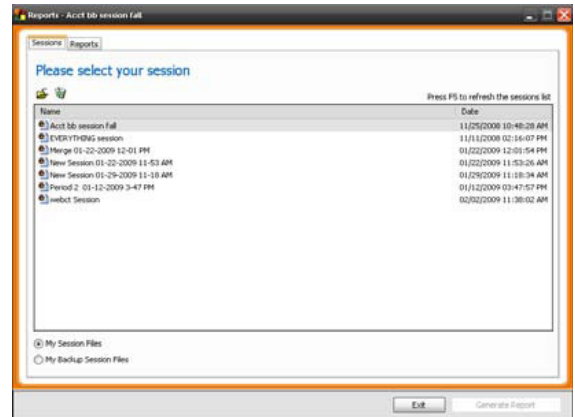 Reports - Acct bb session fall
Sessions Reports
Please select your session
Press F5 to refresh the sessions list
Name Date
Acct bb session fall 11/25/2008 10:48:28 AM
EVERYTHING session 11/11/2008 02:16:07 PM
Merge 01-22-2009 12-01 PM 01/22/2009 12:01:54 PM
New Session 01-22-2009 11-53 AM 01/22/2009 11:53:26 AM
New Session 01-29-2009 11-18 AM 01/29/2009 11:18:34 AM
Period 2 01-12-2009 3-47 PM 01/12/2009 03:47:57 PM
webct Session 02/02/2009 11:38:02 AM
My Session Files
My Backup Session Files
Exit Generate Report